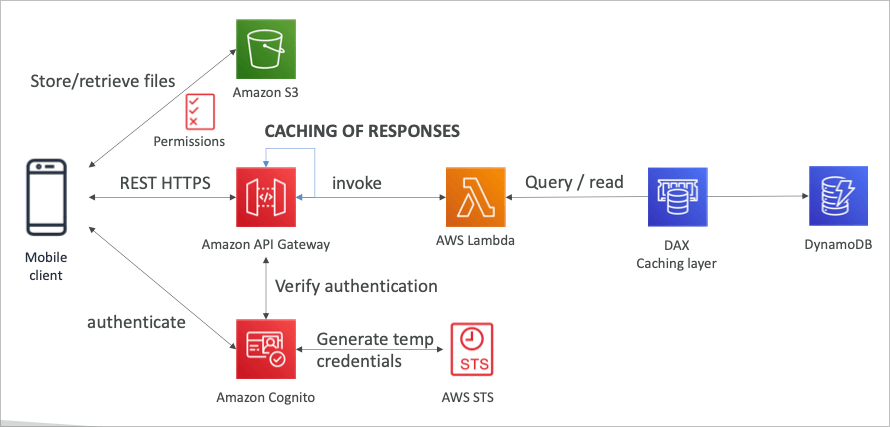 Store/retrieve files
Amazon S3
Permissions
CACHING OF RESPONSES
REST HTTPS
invoke
Query / read
Mobile
client
Amazon API Gateway
AWS Lambda
DAX
Caching layer
DynamoDB
Verify authentication
authenticate
Generate temp
credentials
STS
Amazon Cognito
AWS STS